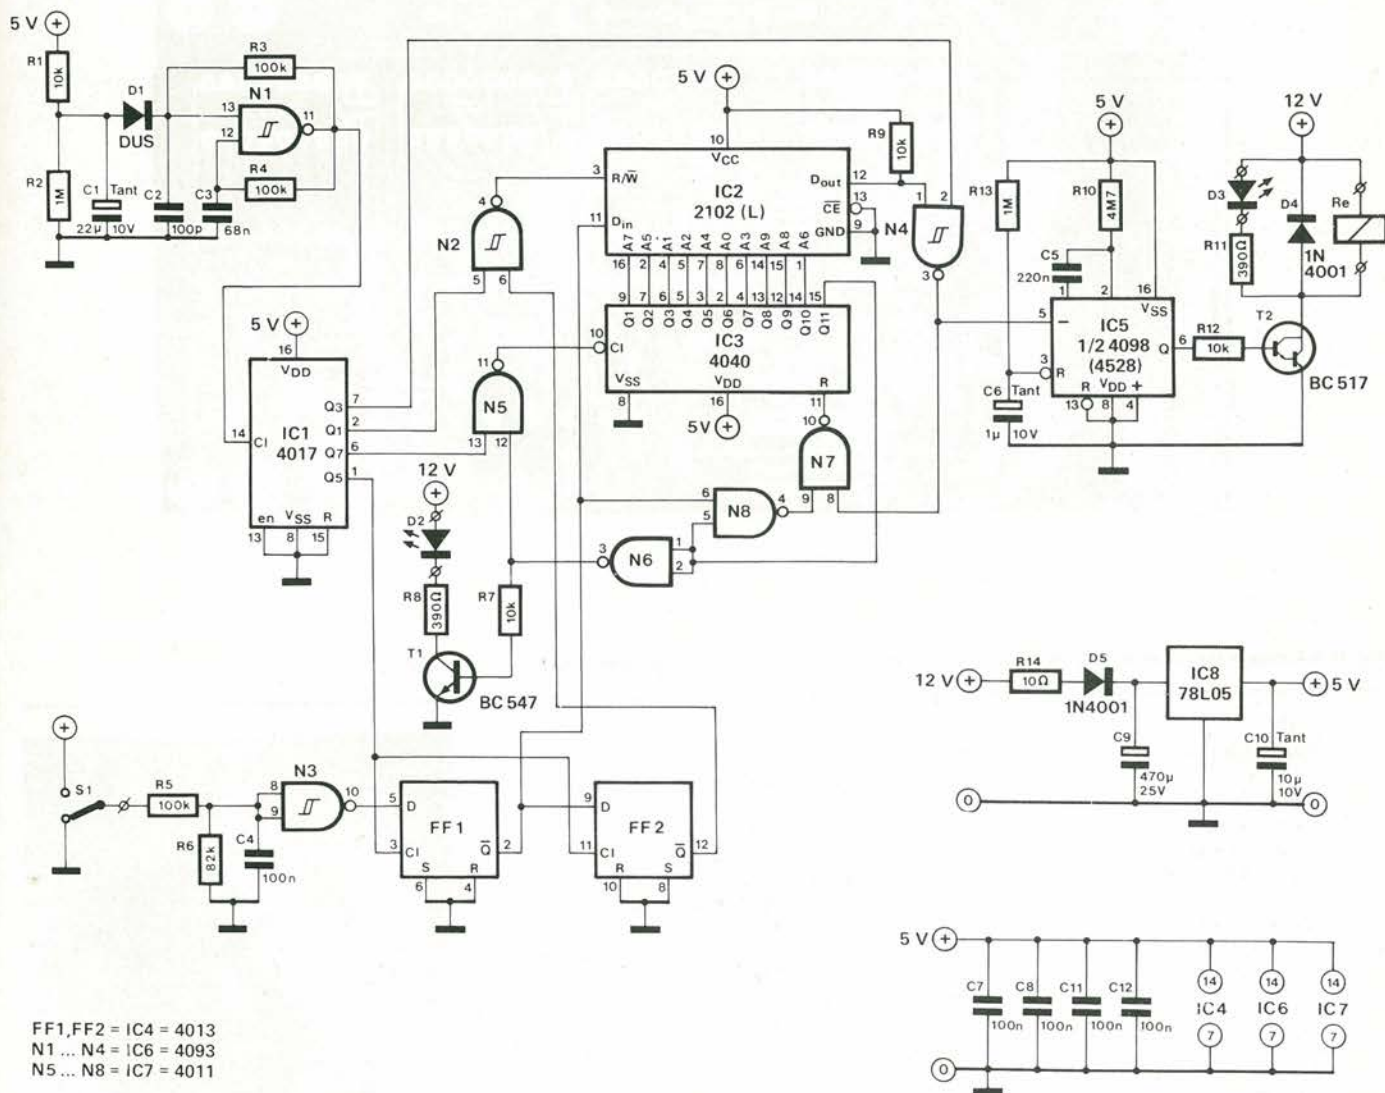 5 V
R1
10k
R2
1M
C1 Tant
22µ 10V
D1
DUS
C2
100p
C3
68n
R3
100k
N1
13
12
11
R4
100k
5 V
16
VDD
14
Cl
IC1
4017
Q3 7
Q1 2
Q7 6
Q5 1
en VSS R
13 8 15
N2
4
5 6
N5
11
13 12
12 V
D2
R8
390Ω
T1
BC 547
R7
10k
5 V
10
VCC
3 R/W̅
11 Din
IC2
2102 (L)
Dout 12
C̅E̅ 13
GND 9
A7 A5 A1 A2 A4 A0 A3 A9 A8 A6
16 2 4 5 7 8 6 14 15 1
9 7 6 5 3 2 4 13 12 14 15
Q1 Q2 Q3 Q4 Q5 Q6 Q7 Q8 Q9 Q10 Q11
10 Cl
IC3
4040
VSS VDD R
8 16 11
5V
R9
10k
N4
1 2
3
N7
10
9 8
N8
6
5
4
N6
3
1
2
5 V
R13
1M
R10
4M7
C5
220n
1 2 16
VSS
5 –
IC5
1/2 4098
(4528)
Q 6
3 R
R VDD +
13 8 4
C6 Tant
1µ 10V
R12
10k
12 V
D3
R11
390Ω
D4
1N
4001
Re
T2
BC 517
S1
R5
100k
R6
82k
C4
100n
N3
8
9
10
5 D
FF1
3 Cl
Q̅ 2
S R
6 4
9 D
FF2
11 Cl
Q̅ 12
R S
10 8
12 V
R14
10Ω
D5
1N4001
IC8
78L05
5 V
C9
470µ
25V
C10 Tant
10µ
10V
0 0
5 V
C7
100n
C8
100n
C11
100n
C12
100n
14 14 14
IC4 IC6 IC7
7 7 7
0
FF1,FF2 = IC4 = 4013
N1 ... N4 = IC6 = 4093
N5 ... N8 = IC7 = 4011